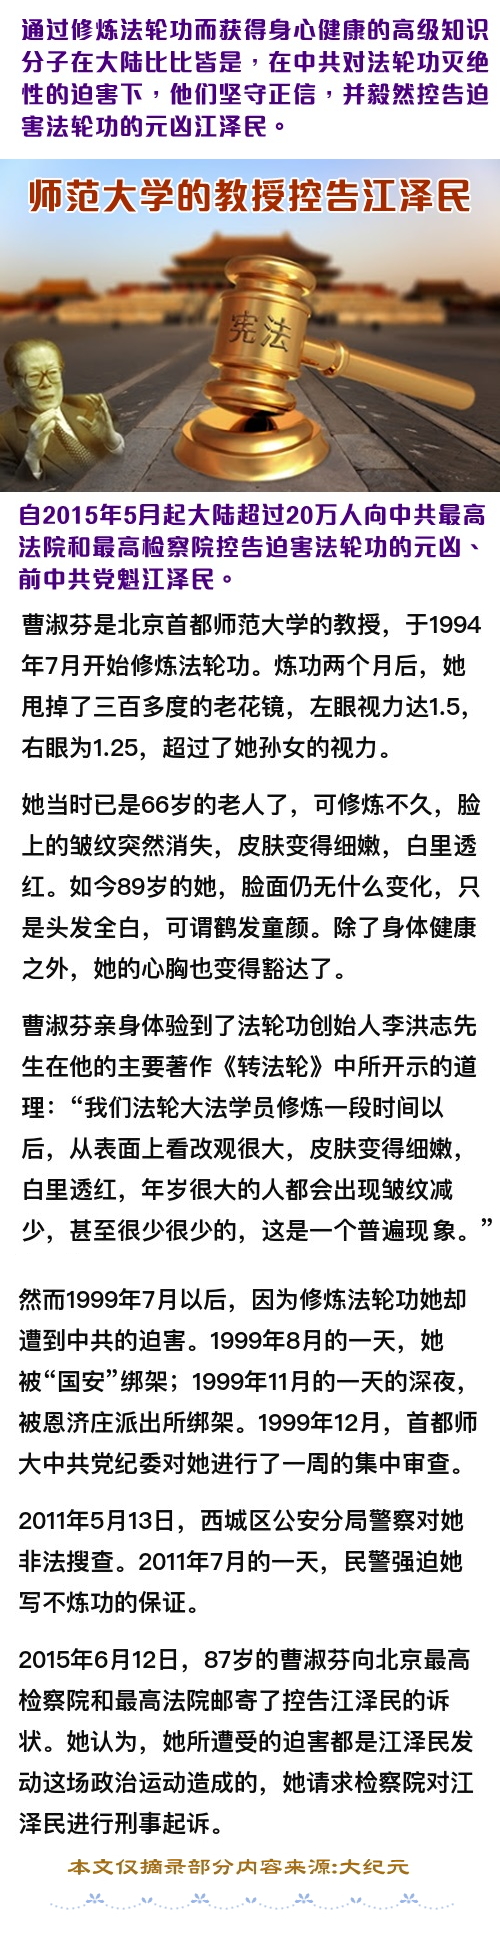 通过修炼法轮功而获得身心健康的高级知识
分子在大陆比比皆是，在中共对法轮功灭绝
性的迫害下，他们坚守正信，并毅然控告迫
害法轮功的元凶江泽民。
师范大学的教授控告江泽民
宪法
自2015年5月起大陆超过20万人向中共最高
法院和最高检察院控告迫害法轮功的元凶、
前中共党魁江泽民。
曹淑芬是北京首都师范大学的教授，于1994
年7月开始修炼法轮功。炼功两个月后，她
甩掉了三百多度的老花镜，左眼视力达1.5，
右眼为1.25，超过了她孙女的视力。
她当时已是66岁的老人了，可修炼不久，脸
上的皱纹突然消失，皮肤变得细嫩，白里透
红。如今89岁的她，脸面仍无什么变化，只
是头发全白，可谓鹤发童颜。除了身体健康
之外，她的心胸也变得豁达了。
曹淑芬亲身体验到了法轮功创始人李洪志先
生在他的主要著作《转法轮》中所开示的道
理：“我们法轮大法学员修炼一段时间以
后，从表面上看改观很大，皮肤变得细嫩，
白里透红，年岁很大的人都会出现皱纹减
少，甚至很少很少的，这是一个普遍现象。”
然而1999年7月以后，因为修炼法轮功她却
遭到中共的迫害。1999年8月的一天，她
被“国安”绑架；1999年11月的一天的深夜，
被恩济庄派出所绑架。1999年12月，首都师
大中共党纪委对她进行了一周的集中审查。
2011年5月13日，西城区公安分局警察对她
非法搜查。2011年7月的一天，民警强迫她
写不炼功的保证。
2015年6月12日，87岁的曹淑芬向北京最高
检察院和最高法院邮寄了控告江泽民的诉
状。她认为，她所遭受的迫害都是江泽民发
动这场政治运动造成的，她请求检察院对江
泽民进行刑事起诉。
本文仅摘录部分内容来源:大纪元